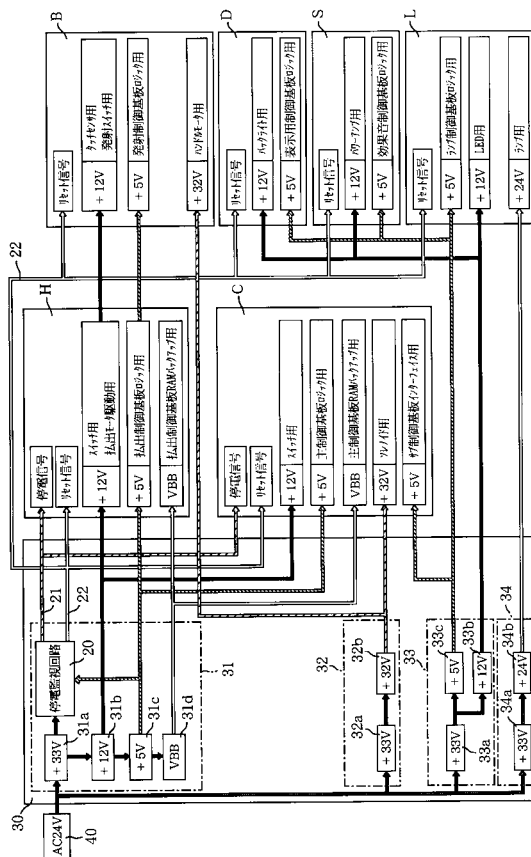 AC24V
40
30
+33V
31a
停電監視回路
20
+12V
31b
+5V
31c
VBB
31d
31
21
22
+33V
32a
+32V
32b
32
+33V
33a
+5V
33c
+12V
33b
33
+33V
34a
+24V
34b
34
H
停電信号
リセット信号
+12V
スイッチ用
払出モータ駆動用
+5V
払出制御基板ロジック用
VBB
払出制御基板RAMバックアップ用
22
C
停電信号
リセット信号
+12V
スイッチ用
+5V
主制御基板ロジック用
VBB
主制御基板RAMバックアップ用
+32V
ソレノイド用
+5V
サブ制御基板インターフェイス用
B
リセット信号
+12V
タッチセンサ用
発射スイッチ用
+5V
発射制御基板ロジック用
+32V
ハンドルモータ用
D
リセット信号
+12V
バックライト用
+5V
表示用制御基板ロジック用
S
リセット信号
+12V
パワーアンプ用
+5V
効果音制御基板ロジック用
L
リセット信号
+5V
ランプ制御基板ロジック用
+12V
LED用
+24V
ランプ用